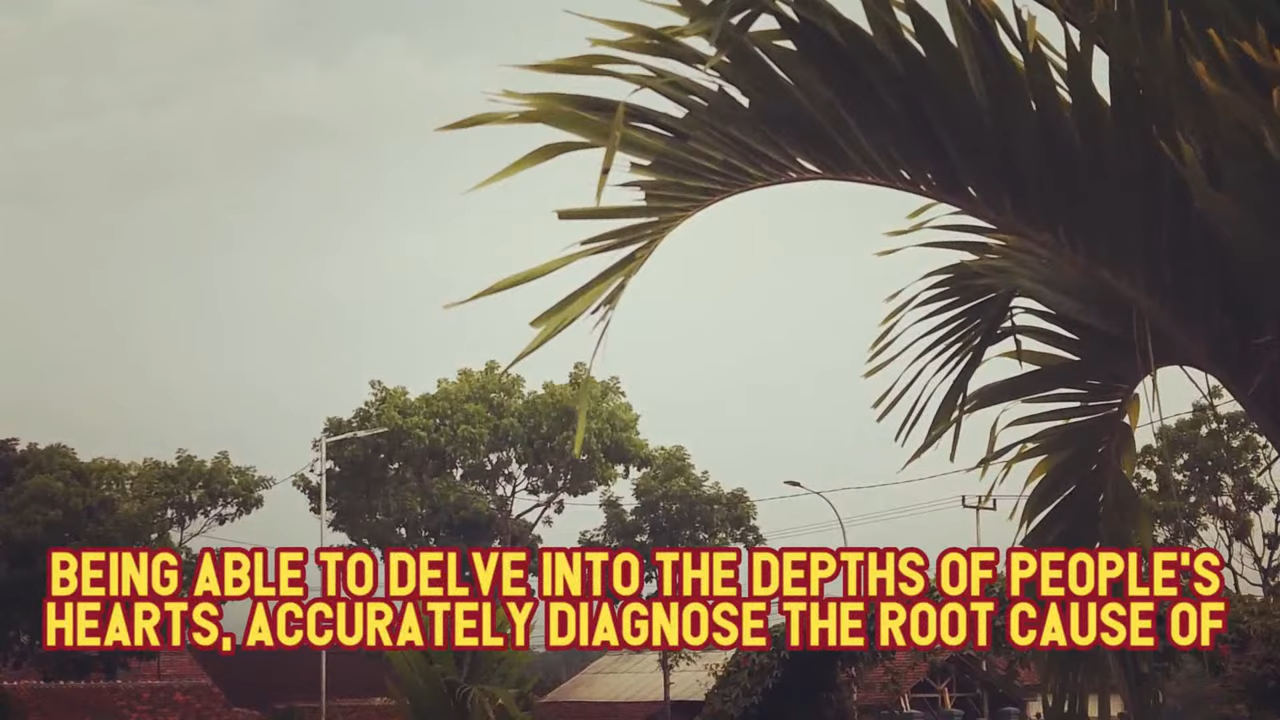 BEING ABLE TO DELVE INTO THE DEPTHS OF PEOPLE'S
HEARTS, ACCURATELY DIAGNOSE THE ROOT CAUSE OF